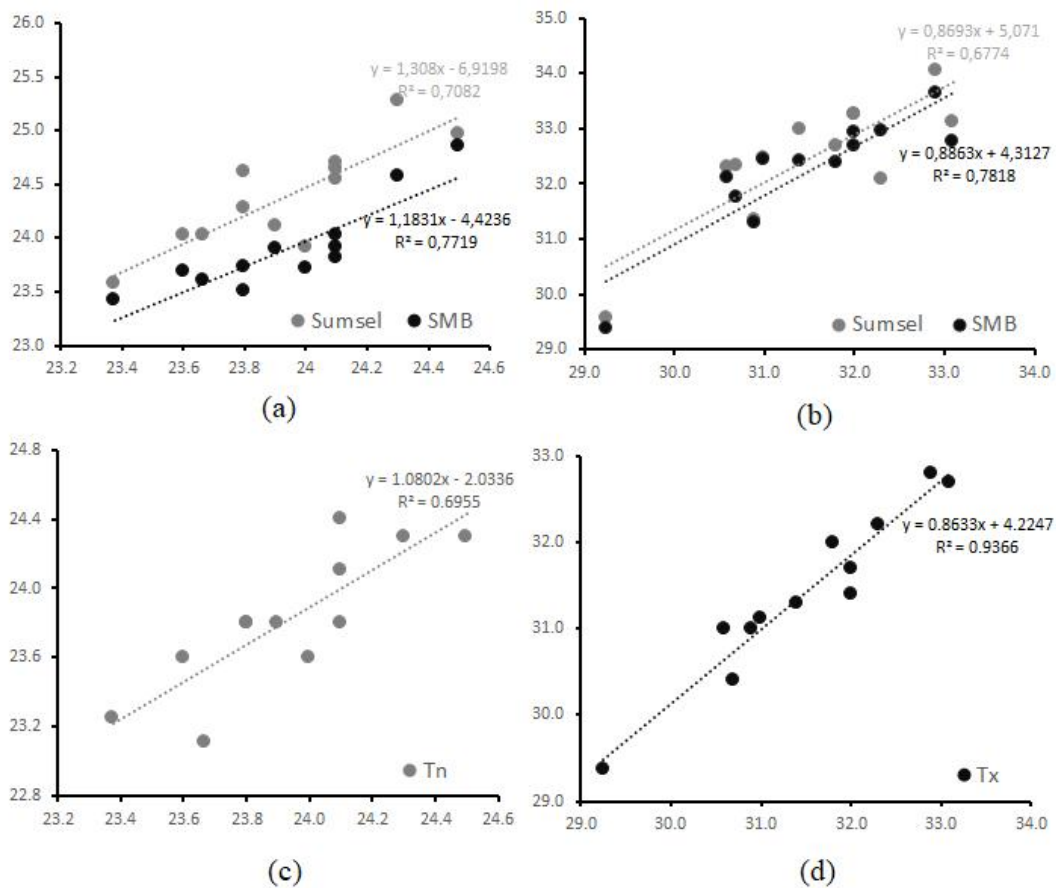 26.0
25.5
25.0
24.5
24.0
23.5
23.0
23.2
23.4
23.6
23.8
24
24.2
24.4
24.6
y = 1,308x - 6,9198
R² = 0,7082
y = 1,1831x - 4,4236
R² = 0,7719
Sumsel
SMB
(a)
35.0
34.0
33.0
32.0
31.0
30.0
29.0
29.0
30.0
31.0
32.0
33.0
34.0
y = 0,8693x + 5,071
R² = 0,6774
y = 0,8863x + 4,3127
R² = 0,7818
Sumsel
SMB
(b)
24.8
24.4
24.0
23.6
23.2
22.8
23.2
23.4
23.6
23.8
24.0
24.2
24.4
24.6
y = 1.0802x - 2.0336
R² = 0.6955
Tn
(c)
33.0
32.0
31.0
30.0
29.0
29.0
30.0
31.0
32.0
33.0
34.0
y = 0.8633x + 4.2247
R² = 0.9366
Tx
(d)